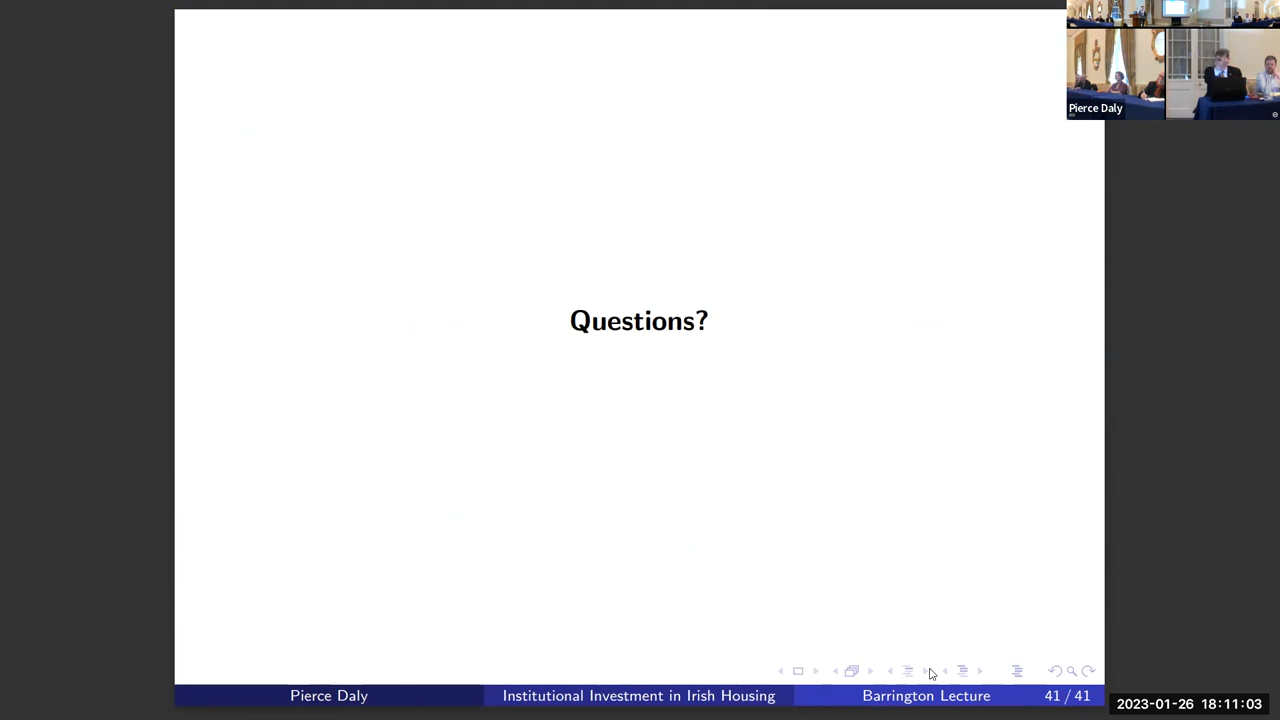 Pierce Daly
Questions?
Pierce Daly
Institutional Investment in Irish Housing
Barrington Lecture
41 / 41
2023-01-26 18:11:03